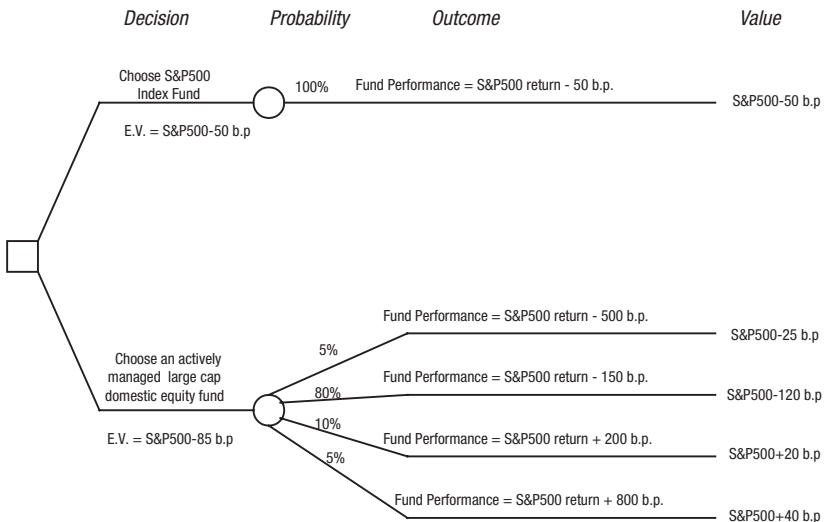 Decision Probability Outcome Value
Choose S&P500
Index Fund
100% Fund Performance = S&P500 return - 50 b.p.
S&P500-50 b.p
E.V. = S&P500-50 b.p
Fund Performance = S&P500 return - 500 b.p.
5%
S&P500-25 b.p
Choose an actively
managed large cap
domestic equity fund
Fund Performance = S&P500 return - 150 b.p.
80%
S&P500-120 b.p
10%
E.V. = S&P500-85 b.p
Fund Performance = S&P500 return + 200 b.p.
S&P500+20 b.p
5%
Fund Performance = S&P500 return + 800 b.p.
S&P500+40 b.p